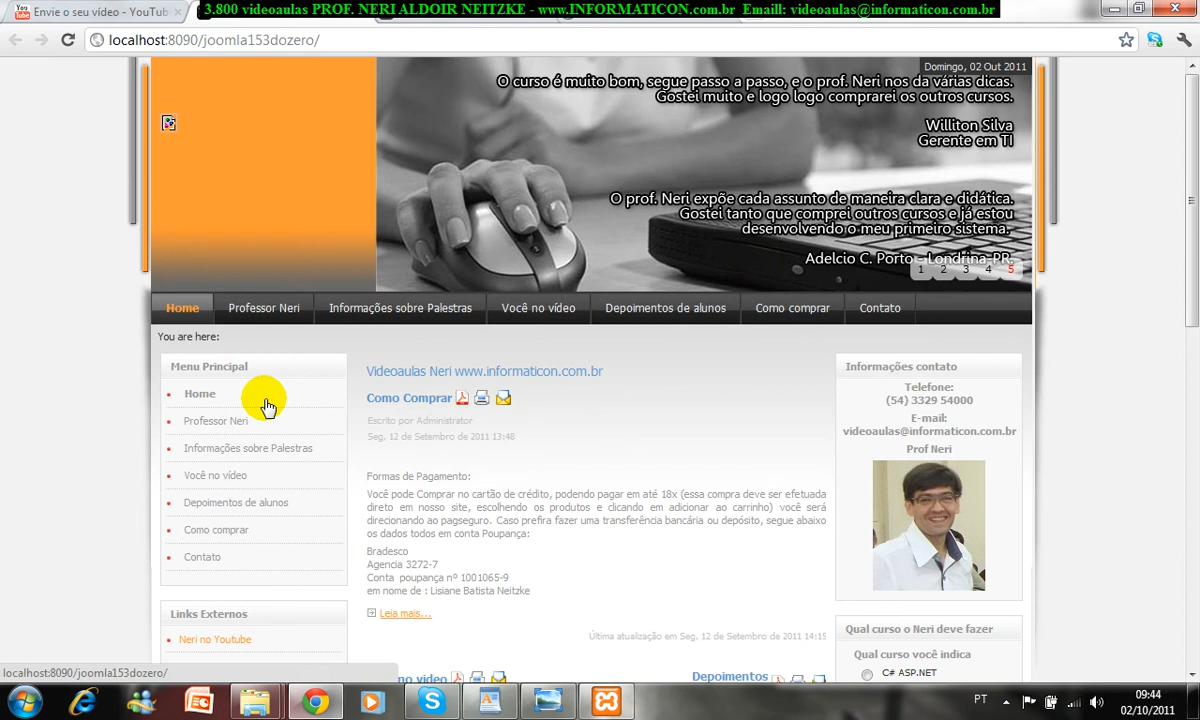 Envie o seu vídeo - YouTub
3.800 videoaulas PROF. NERI ALDOIR NEITZKE - www.INFORMATICON.com.br Emaill: videoaulas@informaticon.com.br
localhost:8090/joomla153dozero/
Domingo, 02 Out 2011
O curso é muito bom, segue passo a passo, e o prof. Neri nos da várias dicas.
Gostei muito e logo logo comprarei os outros cursos.
Williton Silva
Gerente em TI
O prof. Neri expõe cada assunto de maneira clara e didática.
Gostei tanto que comprei outros cursos e já estou
desenvolvendo o meu primeiro sistema.
Adelcio C. Porto - Londrina-PR.
1 2 3 4 5
Home Professor Neri Informações sobre Palestras Você no vídeo Depoimentos de alunos Como comprar Contato
You are here:
Menu Principal
Home
Professor Neri
Informações sobre Palestras
Você no vídeo
Depoimentos de alunos
Como comprar
Contato
Links Externos
Neri no Youtube
Videoaulas Neri www.informaticon.com.br
Como Comprar
Escrito por Administrator
Seg, 12 de Setembro de 2011 13:48
Formas de Pagamento:
Você pode Comprar no cartão de crédito, podendo pagar em até 18x (essa compra deve ser efetuada
direto em nosso site, escolhendo os produtos e clicando em adicionar ao carrinho) você será
direcionando ao pagseguro. Caso prefira fazer uma transferência bancária ou depósito, segue abaixo
os dados todos em conta Poupança:
Bradesco
Agencia 3272-7
Conta poupança nº 1001065-9
em nome de : Lisiane Batista Neitzke
Leia mais...
Última atualização em Seg, 12 de Setembro de 2011 14:15
no video
Depoimentos
Informações contato
Telefone:
(54) 3329 54000
E-mail:
videoaulas@informaticon.com.br
Prof Neri
Qual curso o Neri deve fazer
Qual curso você indica
C# ASP.NET
localhost:8090/joomla153dozero/
PT
09:44
02/10/2011